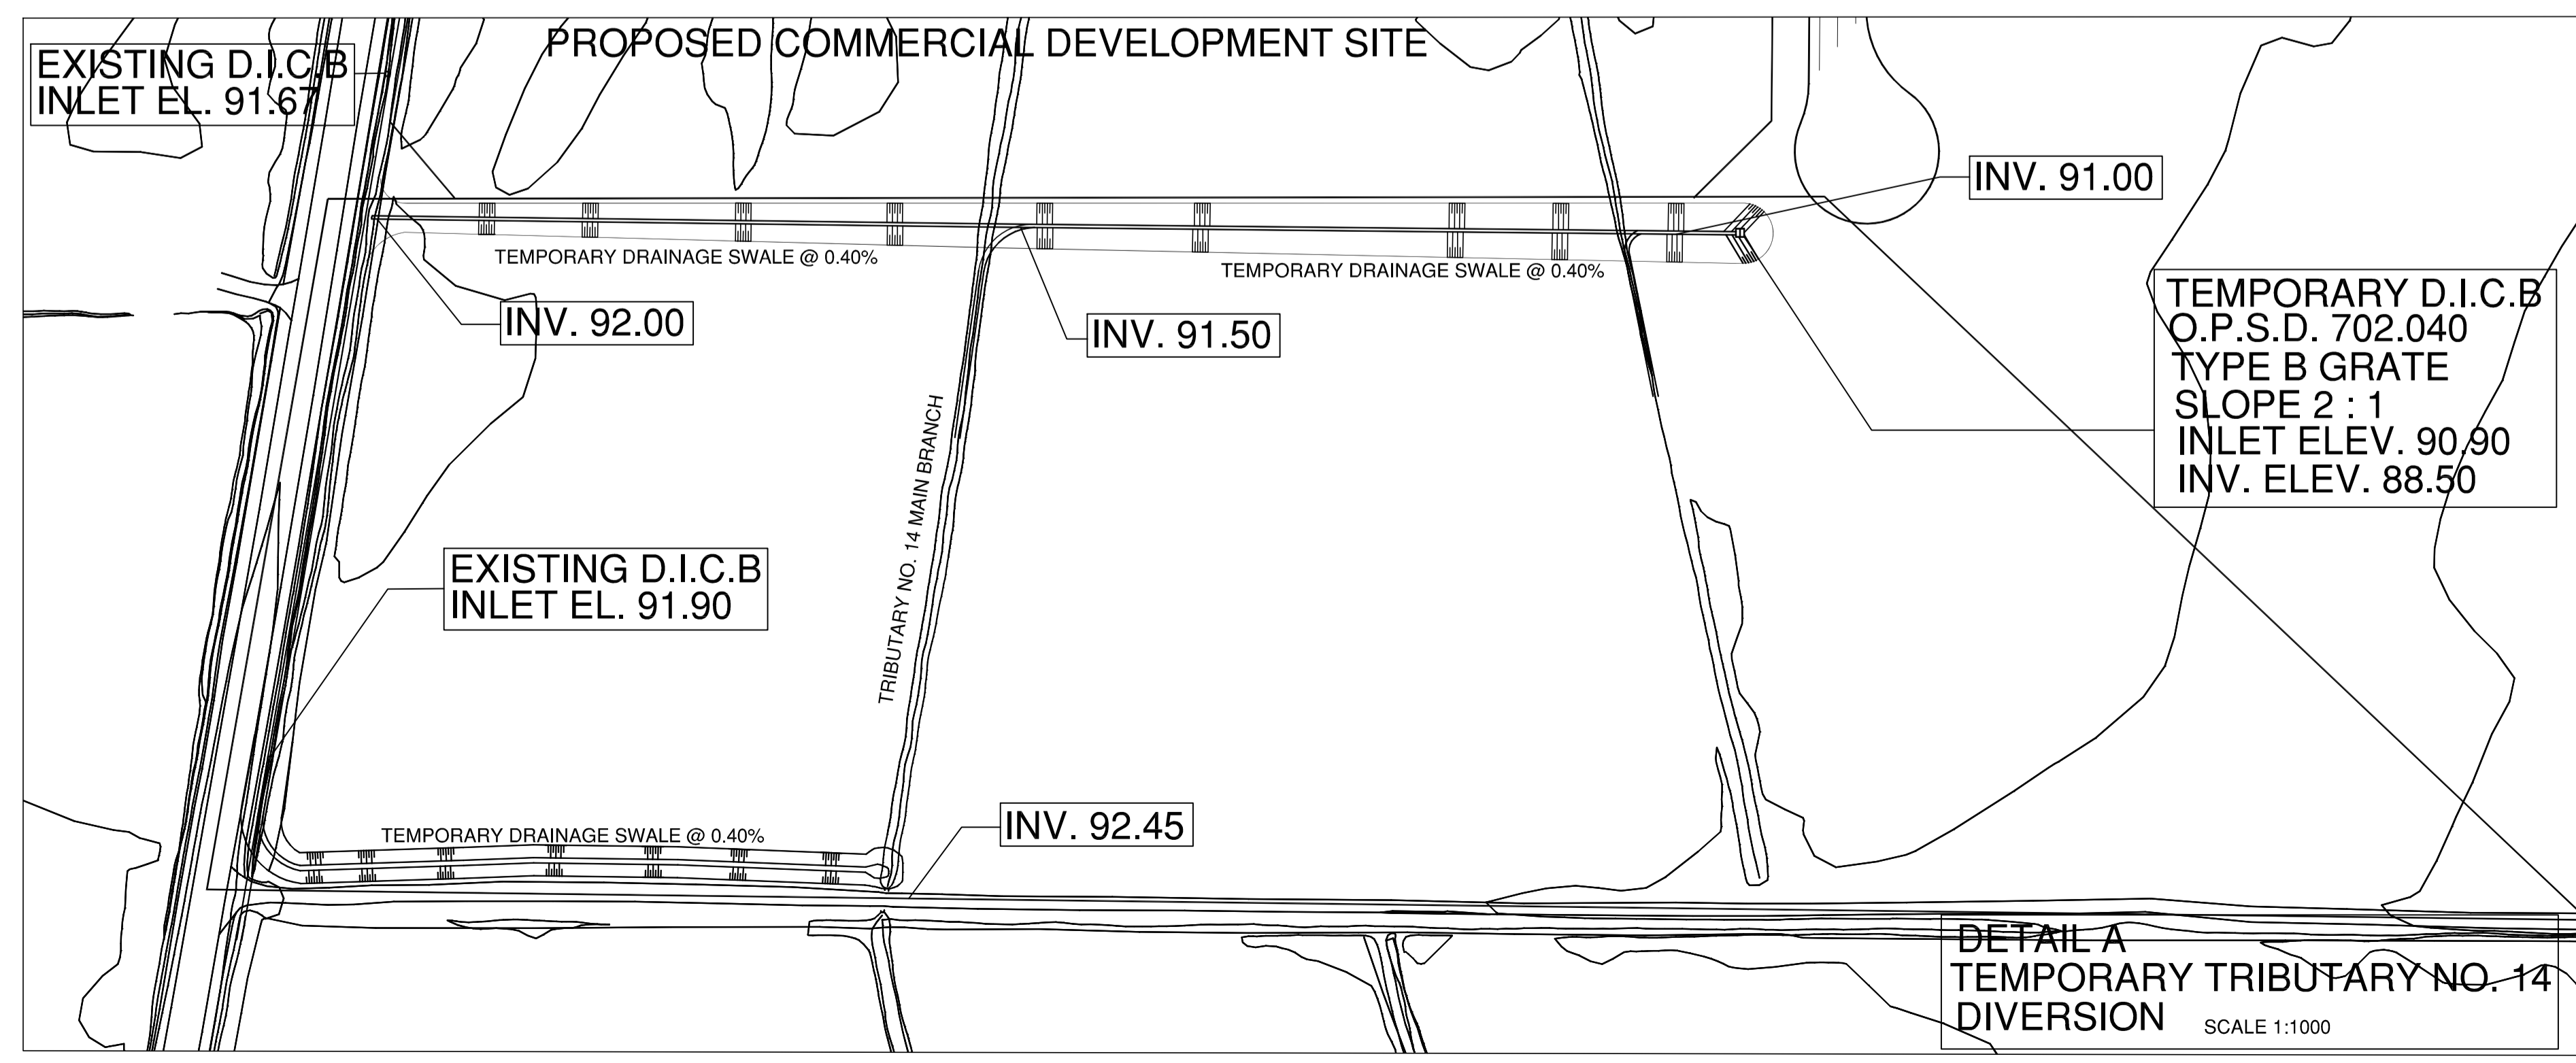 PROPOSED COMMERCIAL DEVELOPMENT SITE
EXISTING D.I.C.B
INLET EL. 91.67
INV. 91.00
TEMPORARY DRAINAGE SWALE @ 0.40%
TEMPORARY DRAINAGE SWALE @ 0.40%
INV. 92.00
INV. 91.50
TEMPORARY D.I.C.B
O.P.S.D. 702.040
TYPE B GRATE
SLOPE 2 : 1
INLET ELEV. 90.90
INV. ELEV. 88.50
TRIBUTARY NO. 14 MAIN BRANCH
EXISTING D.I.C.B
INLET EL. 91.90
TEMPORARY DRAINAGE SWALE @ 0.40%
INV. 92.45
DETAIL A
TEMPORARY TRIBUTARY NO. 14
DIVERSION SCALE 1:1000